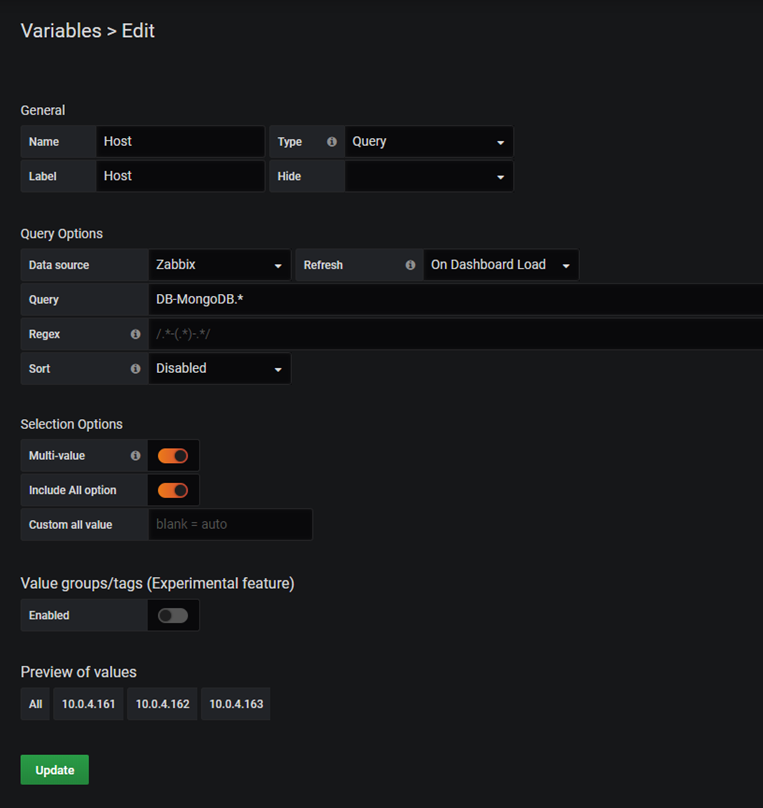 Variables > Edit
General
Name Host Type Query
Label Host Hide
Query Options
Data source Zabbix Refresh On Dashboard Load
Query DB-MongoDB.*
Regex /.*-(.*)-.*/
Sort Disabled
Selection Options
Multi-value
Include All option
Custom all value blank = auto
Value groups/tags (Experimental feature)
Enabled
Preview of values
All 10.0.4.161 10.0.4.162 10.0.4.163
Update